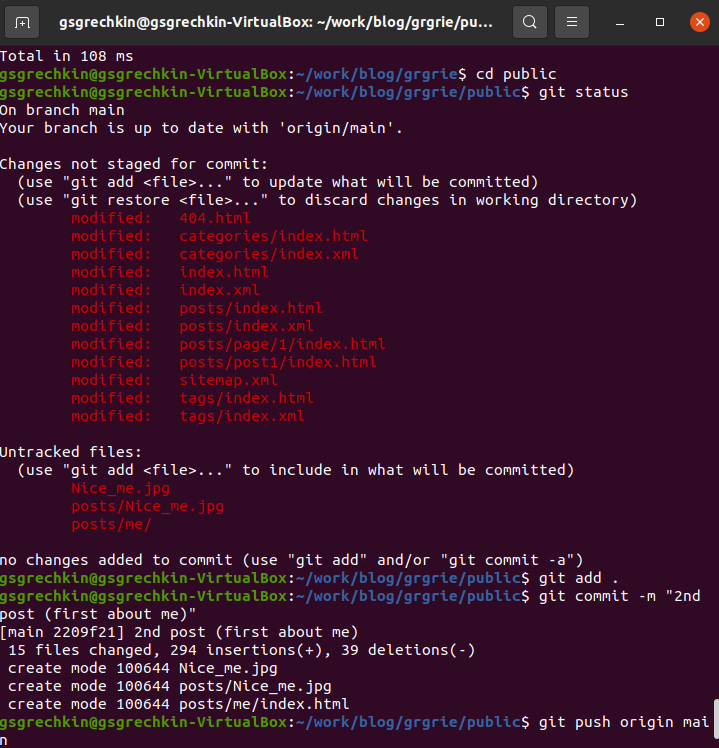 gsgrechkin@gsgrechkin-VirtualBox: ~/work/blog/grgrie/pu...
Total in 108 ms
gsgrechkin@gsgrechkin-VirtualBox:~/work/blog/grgrie$ cd public
gsgrechkin@gsgrechkin-VirtualBox:~/work/blog/grgrie/public$ git status
On branch main
Your branch is up to date with 'origin/main'.
Changes not staged for commit:
  (use "git add <file>..." to update what will be committed)
  (use "git restore <file>..." to discard changes in working directory)
        modified:   404.html
        modified:   categories/index.html
        modified:   categories/index.xml
        modified:   index.html
        modified:   index.xml
        modified:   posts/index.html
        modified:   posts/index.xml
        modified:   posts/page/1/index.html
        modified:   posts/post1/index.html
        modified:   sitemap.xml
        modified:   tags/index.html
        modified:   tags/index.xml
Untracked files:
  (use "git add <file>..." to include in what will be committed)
        Nice_me.jpg
        posts/Nice_me.jpg
        posts/me/
no changes added to commit (use "git add" and/or "git commit -a")
gsgrechkin@gsgrechkin-VirtualBox:~/work/blog/grgrie/public$ git add .
gsgrechkin@gsgrechkin-VirtualBox:~/work/blog/grgrie/public$ git commit -m "2nd
post (first about me)"
[main 2209f21] 2nd post (first about me)
 15 files changed, 294 insertions(+), 39 deletions(-)
 create mode 100644 Nice_me.jpg
 create mode 100644 posts/Nice_me.jpg
 create mode 100644 posts/me/index.html
gsgrechkin@gsgrechkin-VirtualBox:~/work/blog/grgrie/public$ git push origin mai
n